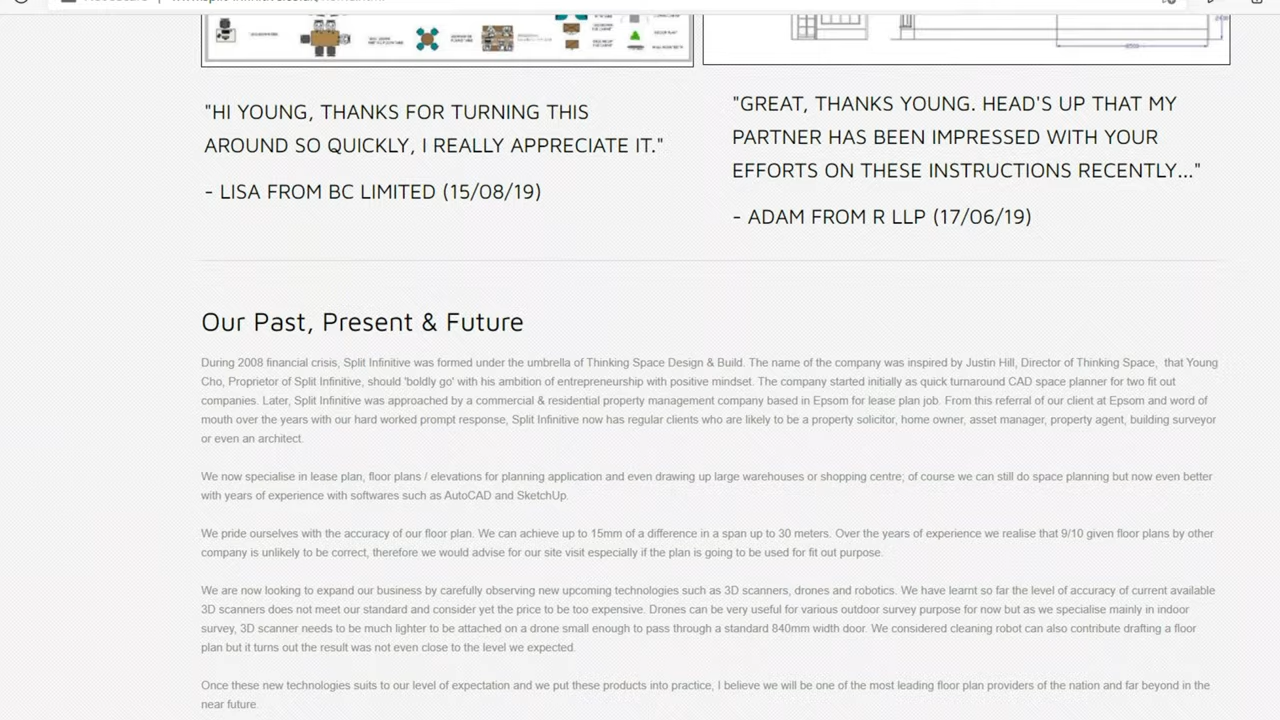 "HI YOUNG, THANKS FOR TURNING THIS
AROUND SO QUICKLY, I REALLY APPRECIATE IT."
- LISA FROM BC LIMITED (15/08/19)
"GREAT, THANKS YOUNG. HEAD'S UP THAT MY
PARTNER HAS BEEN IMPRESSED WITH YOUR
EFFORTS ON THESE INSTRUCTIONS RECENTLY..."
- ADAM FROM R LLP (17/06/19)
Our Past, Present & Future
During 2008 financial crisis, Split Infinitive was formed under the umbrella of Thinking Space Design & Build. The name of the company was inspired by Justin Hill, Director of Thinking Space, that Young
Cho, Proprietor of Split Infinitive, should 'boldly go' with his ambition of entrepreneurship with positive mindset. The company started initially as quick turnaround CAD space planner for two fit out
companies. Later, Split Infinitive was approached by a commercial & residential property management company based in Epsom for lease plan job. From this referral of our client at Epsom and word of
mouth over the years with our hard worked prompt response, Split Infinitive now has regular clients who are likely to be a property solicitor, home owner, asset manager, property agent, building surveyor
or even an architect.
We now specialise in lease plan, floor plans / elevations for planning application and even drawing up large warehouses or shopping centre; of course we can still do space planning but now even better
with years of experience with softwares such as AutoCAD and SketchUp.
We pride ourselves with the accuracy of our floor plan. We can achieve up to 15mm of a difference in a span up to 30 meters. Over the years of experience we realise that 9/10 given floor plans by other
company is unlikely to be correct, therefore we would advise for our site visit especially if the plan is going to be used for fit out purpose.
We are now looking to expand our business by carefully observing new upcoming technologies such as 3D scanners, drones and robotics. We have learnt so far the level of accuracy of current available
3D scanners does not meet our standard and consider yet the price to be too expensive. Drones can be very useful for various outdoor survey purpose for now but as we specialise mainly in indoor
survey, 3D scanner needs to be much lighter to be attached on a drone small enough to pass through a standard 840mm width door. We considered cleaning robot can also contribute drafting a floor
plan but it turns out the result was not even close to the level we expected.
Once these new technologies suits to our level of expectation and we put these products into practice, I believe we will be one of the most leading floor plan providers of the nation and far beyond in the
near future.